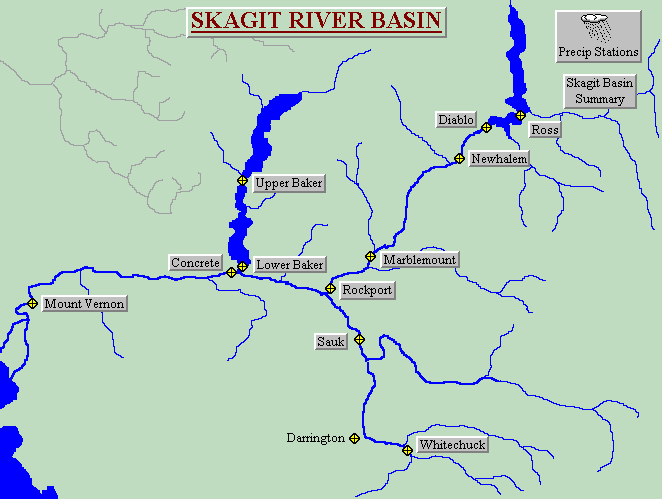 SKAGIT RIVER BASIN
Precip Stations
Skagit Basin
Summary
Diablo
Ross
Newhalem
Upper Baker
Concrete
Lower Baker
Marblemount
Rockport
Mount Vernon
Sauk
Darrington
Whitechuck